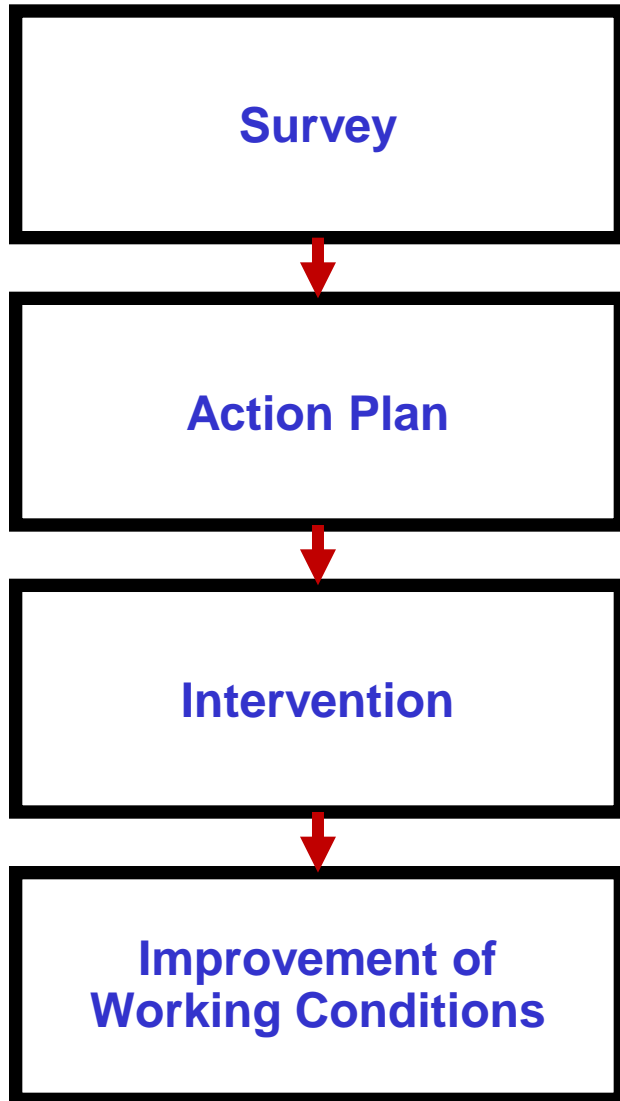 Survey
Action Plan
Intervention
Improvement of
Working Conditions